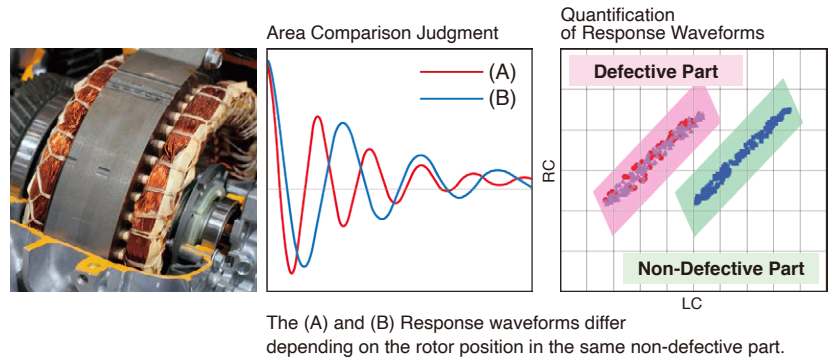 Area Comparison Judgment
(A)
(B)
Quantification
of Response Waveforms
Defective Part
RC
Non-Defective Part
LC
The (A) and (B) Response waveforms differ
depending on the rotor position in the same non-defective part.